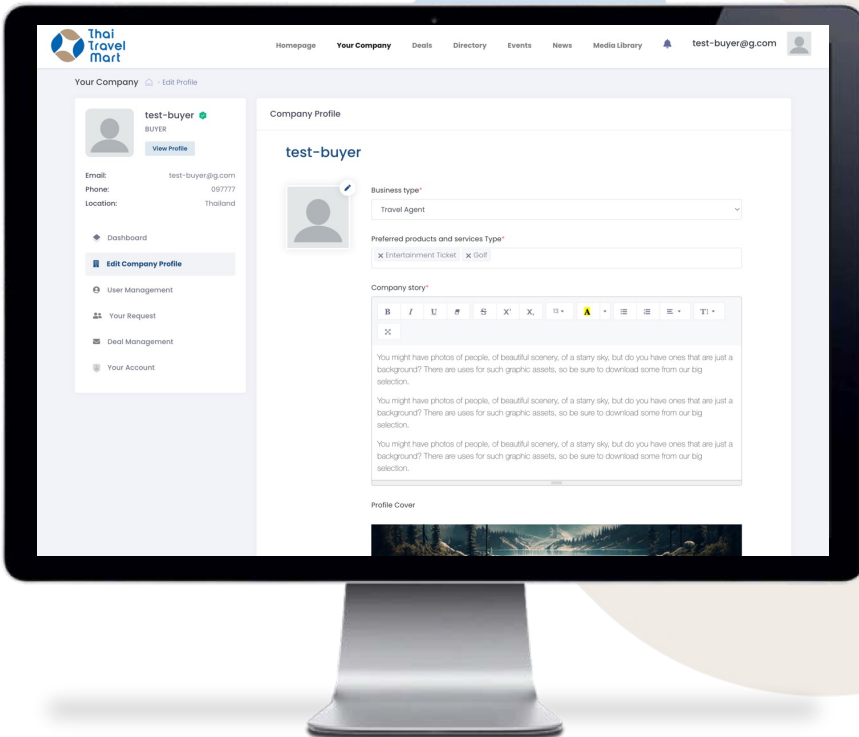 Thai
Travel
Mart
Homepage
Your Company
Deals
Directory
Events
News
Media Library
test-buyer@g.com
Your Company - Edit Profile
test-buyer
BUYER
View Profile
Email: test-buyer@g.com
Phone: 097777
Location: Thailand
Dashboard
Edit Company Profile
User Management
Your Request
Deal Management
Your Account
Company Profile
test-buyer
Business type*
Travel Agent
Preferred products and services Type*
x Entertainment Ticket x Golf
Company story*
B I U S X' X, A T
You might have photos of people, of beautiful scenery, of a starry sky, but do you have ones that are just a
background? There are uses for such graphic assets, so be sure to download some from our big
selection.
You might have photos of people, of beautiful scenery, of a starry sky, but do you have ones that are just a
background? There are uses for such graphic assets, so be sure to download some from our big
selection.
You might have photos of people, of beautiful scenery, of a starry sky, but do you have ones that are just a
background? There are uses for such graphic assets, so be sure to download some from our big
selection.
Profile Cover